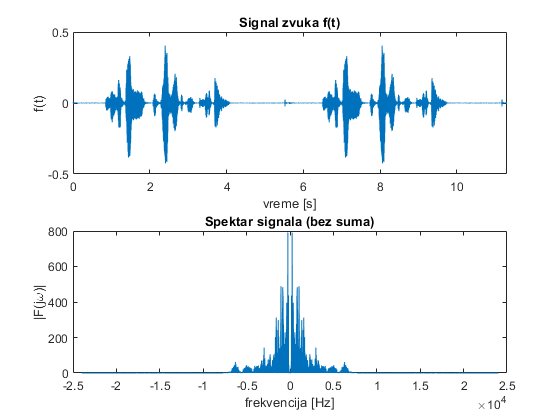 Signal zvuka f(t)
0.5
0
-0.5
f(t)
0 2 4 6 8 10
vreme [s]
Spektar signala (bez suma)
800
600
400
200
0
|F(jω)|
-2.5 -2 -1.5 -1 -0.5 0 0.5 1 1.5 2 2.5
frekvencija [Hz]
×10⁴